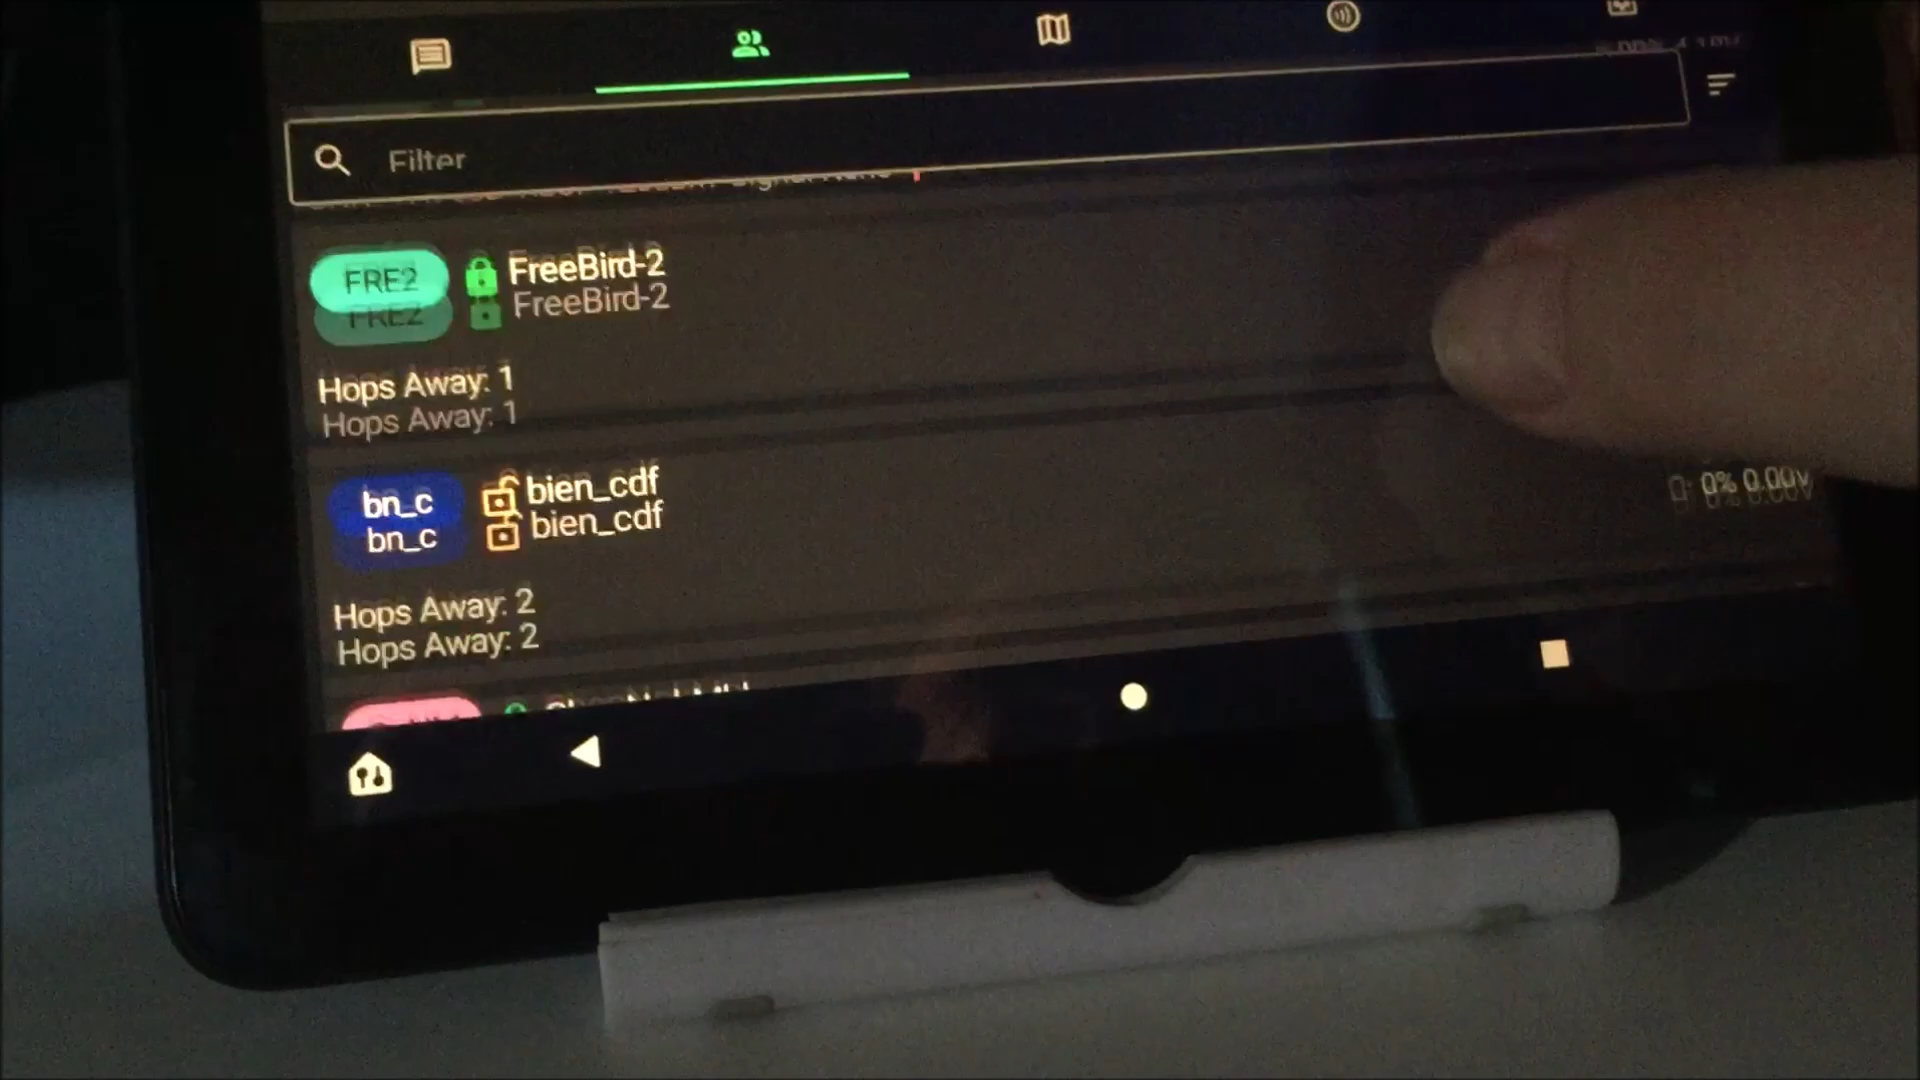 Filter
FRE2 FreeBird-2
FRE2 FreeBird-2
Hops Away: 1
Hops Away: 1
bn_c bien_cdf 0% 0.00V
bn_c bien_cdf
Hops Away: 2
Hops Away: 2